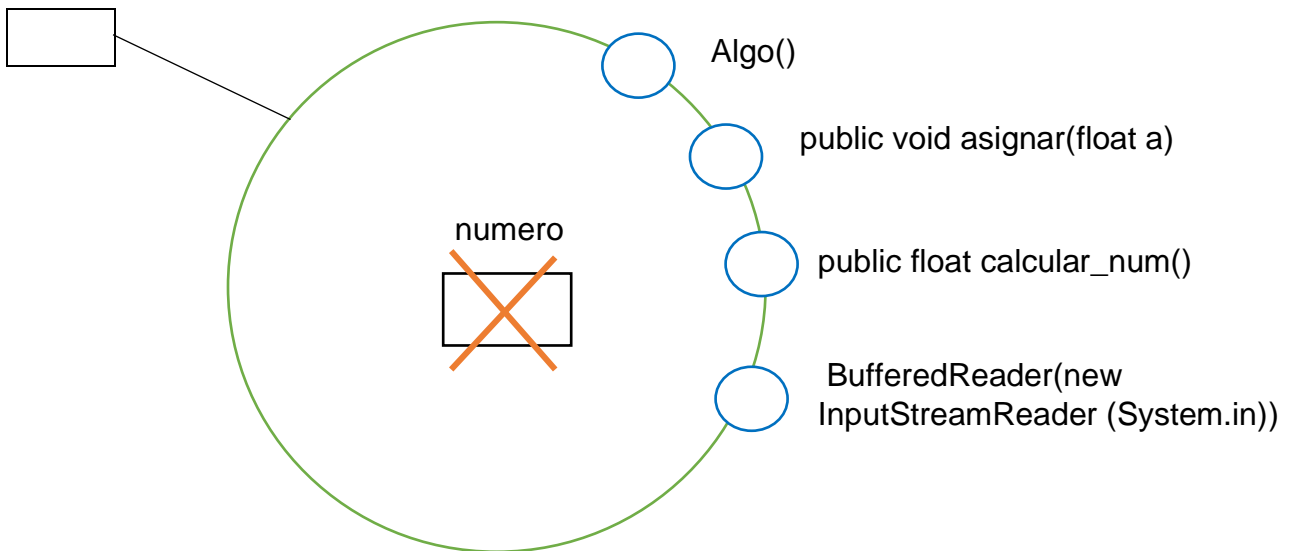 Algo()
public void asignar(float a)
numero
public float calcular_num()
BufferedReader(new
InputStreamReader (System.in))